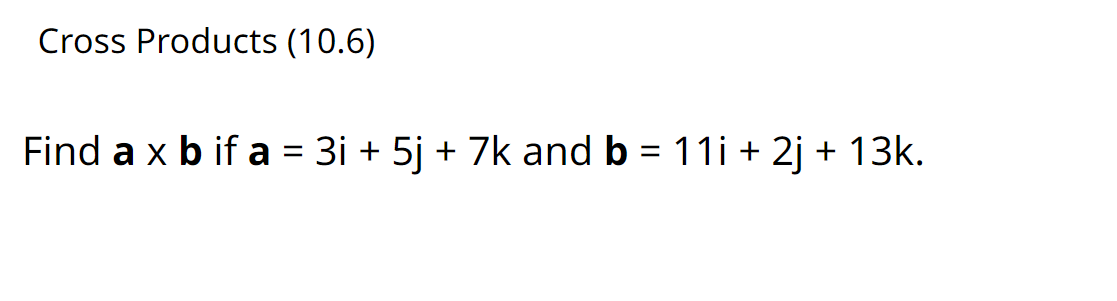 Cross Products (10.6)
Find a x b if a = 3i + 5j + 7k and b = 11i + 2j + 13k.